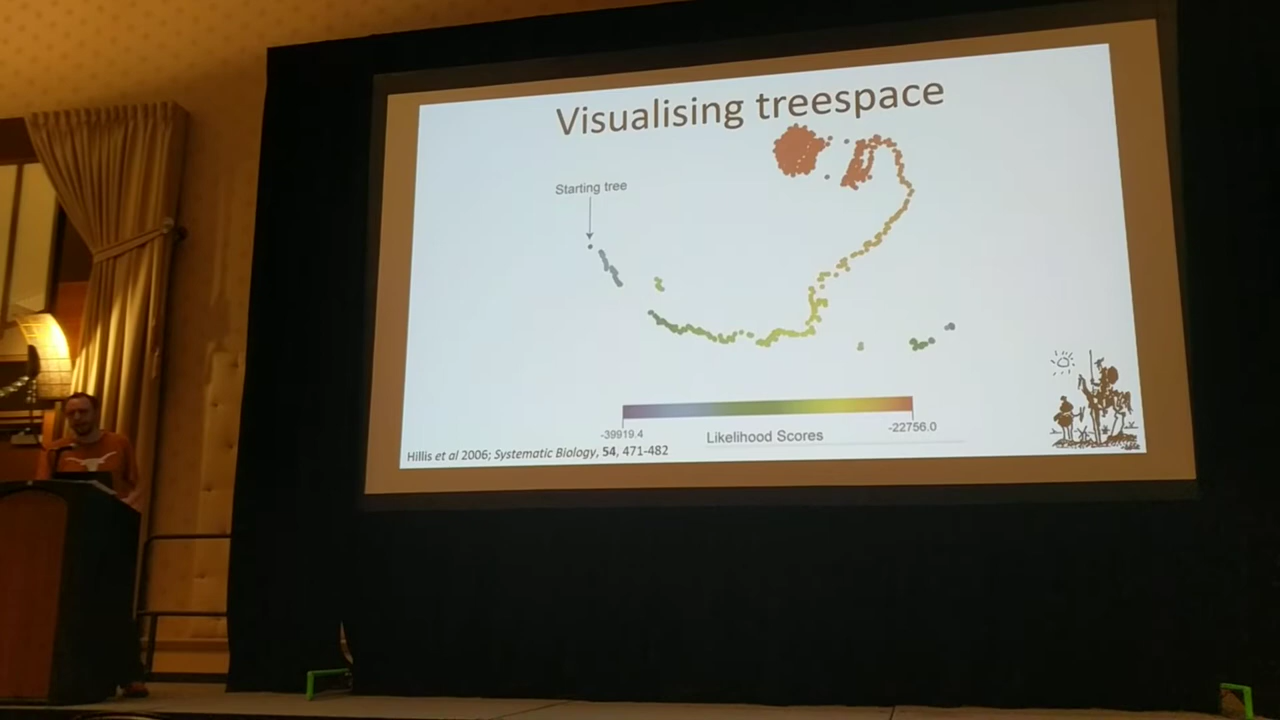 Visualising treespace
Starting tree
-39919.4
-22756.0
Likelihood Scores
Hillis et al 2006; Systematic Biology, 54, 471-482